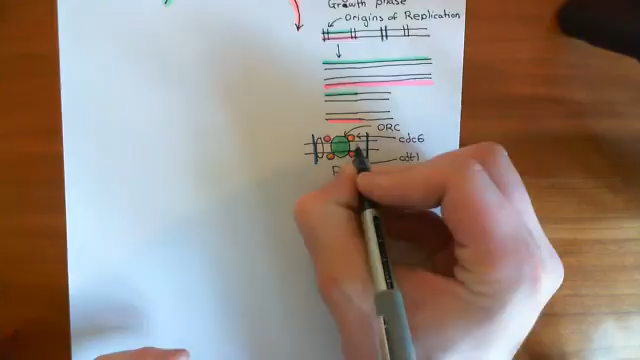 Growth phase
Origins of Replication
ORC
cdc6
cdt1